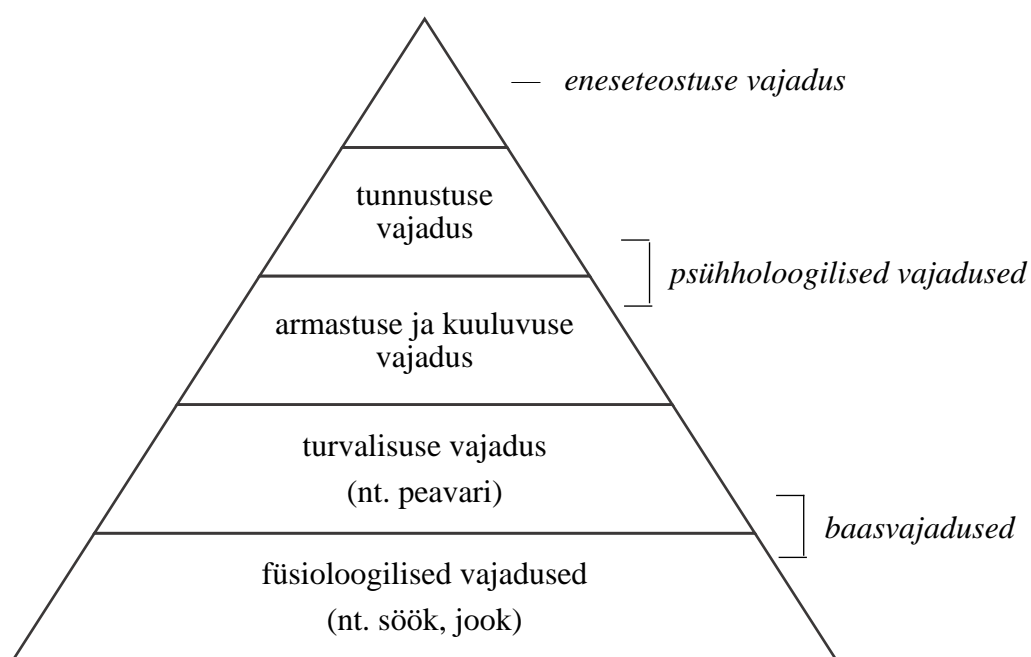 eneseteostuse vajadus
tunnustuse
vajadus
psühholoogilised vajadused
armastuse ja kuuluvuse
vajadus
turvalisuse vajadus
(nt. peavari)
baasvajadused
füsioloogilised vajadused
(nt. söök, jook)